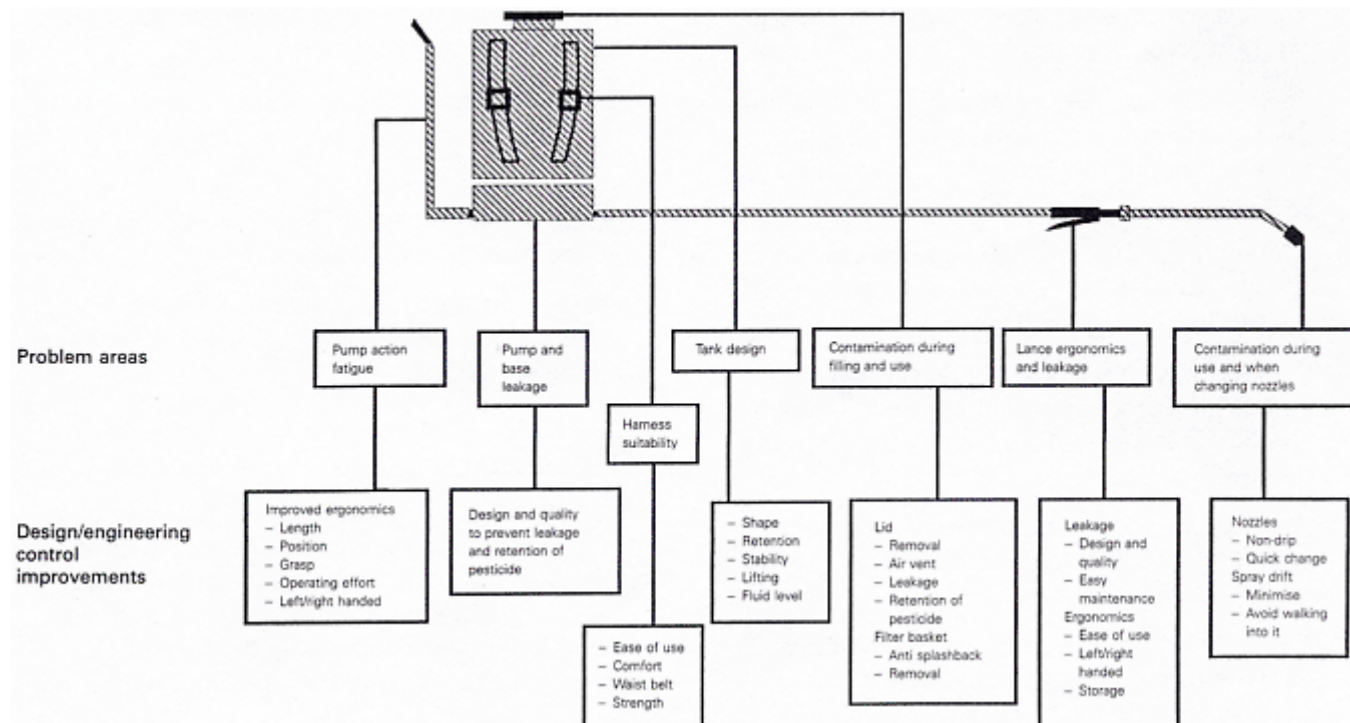 Problem areas
Pump action
fatigue
Pump and
base
leakage
Harness
suitability
Tank design
Contamination during
filling and use
Lance ergonomics
and leakage
Contamination during
use and when
changing nozzles
Design/engineering
control
improvements
Improved ergonomics
– Length
– Position
– Grasp
– Operating effort
– Left/right handed
Design and quality
to prevent leakage
and retention of
pesticide
– Ease of use
– Comfort
– Waist belt
– Strength
– Shape
– Retention
– Stability
– Lifting
– Fluid level
Lid
– Removal
– Air vent
– Leakage
– Retention of
pesticide
Filter basket
– Anti splashback
– Removal
Leakage
– Design and
quality
– Easy
maintenance
Ergonomics
– Ease of use
– Left/right
handed
– Storage
Nozzles
– Non-drip
– Quick change
Spray drift
– Minimise
– Avoid walking
into it